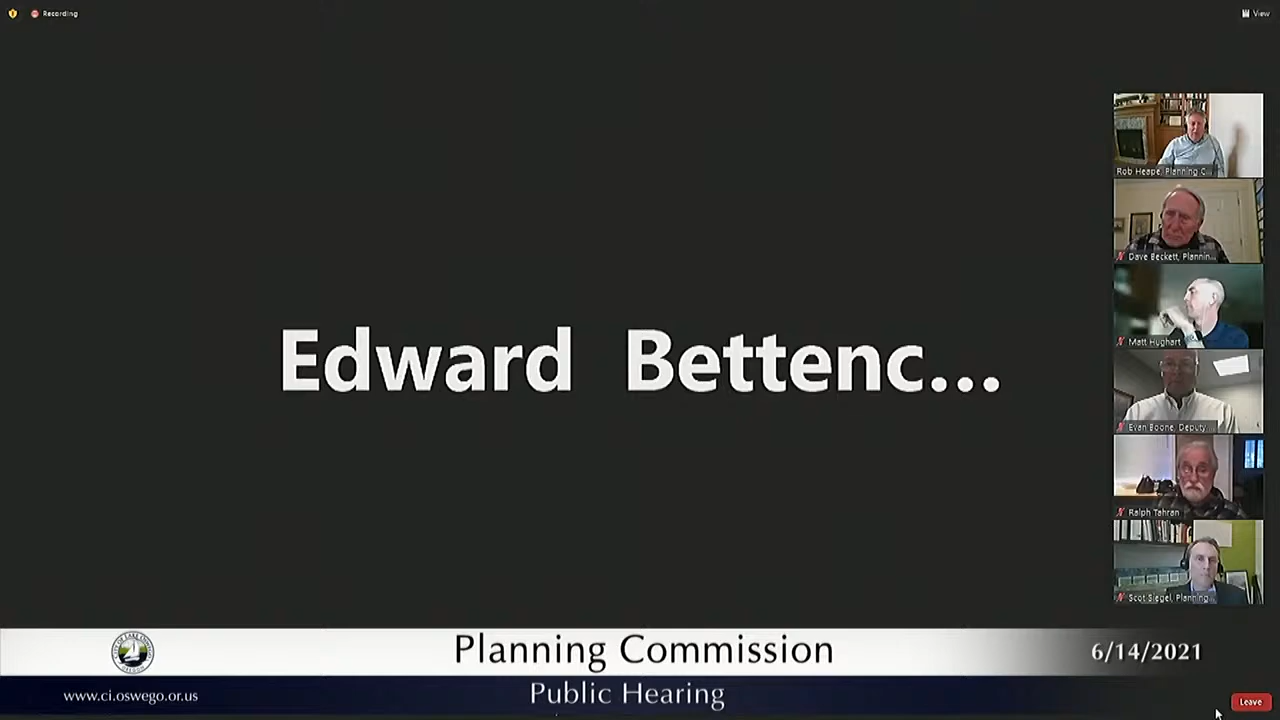 Recording
View
Edward Bettenc...
Rob Heape, Planning C...
Dave Beckett, Plannin...
Matt Hughart
Evan Boone, Deputy...
Ralph Tahran
Scot Siegel, Planning...
Planning Commission
6/14/2021
www.ci.oswego.or.us
Public Hearing
Leave